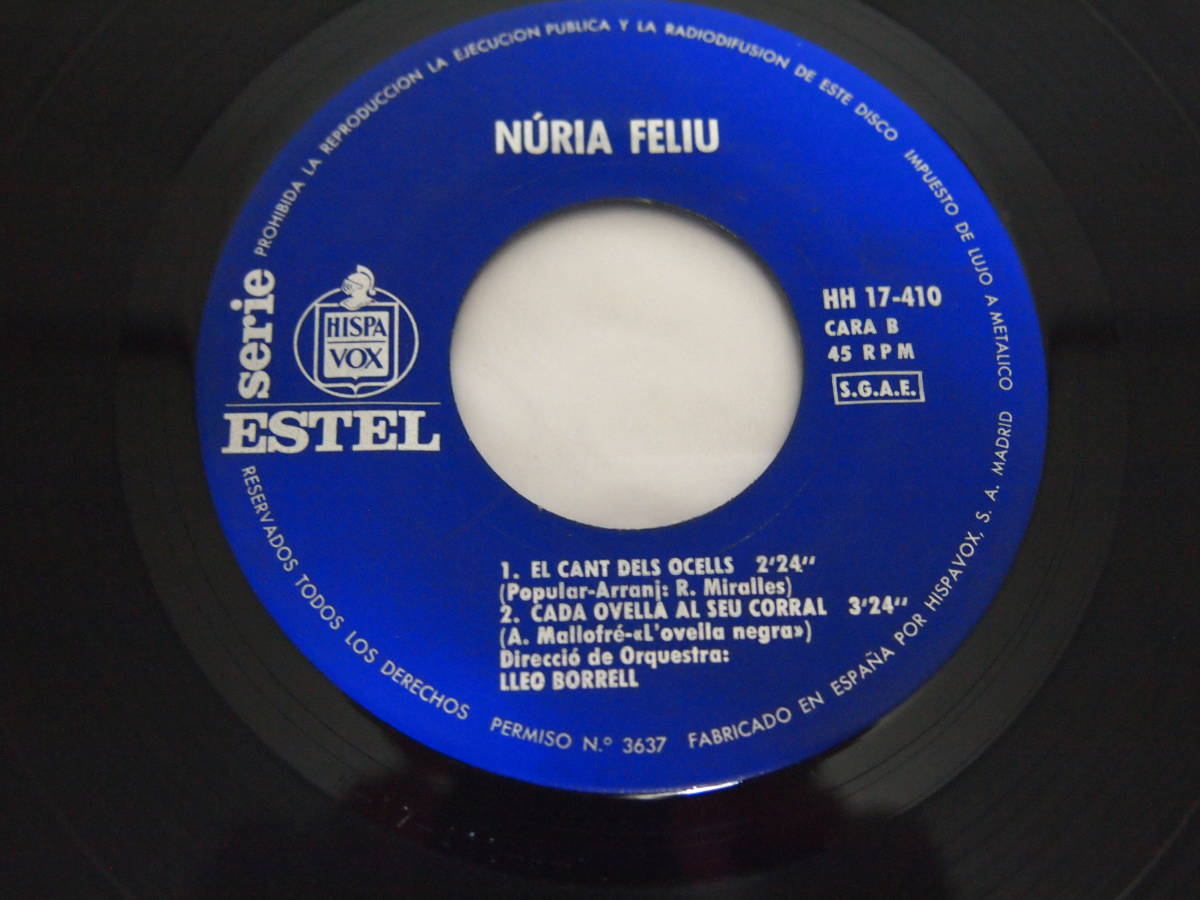 PROHIBIDA LA REPRODUCCION LA EJECUCION PUBLICA Y LA RADIODIFUSION DE ESTE DISCO IMPUESTO DE LUJO A METALICO
NÚRIA FELIU
serie
ESTEL
HISPA
VOX
HH 17-410
CARA B
45 RPM
S.G.A.E.
1. EL CANT DELS OCELLS 2'24"
(Popular-Arranj: R. Miralles)
2. CADA OVELLA AL SEU CORRAL 3'24"
(A. Mallofré-«L'ovella negra»)
Direcció de Orquestra:
LLEO BORRELL
RESERVADOS TODOS LOS DERECHOS PERMISO N.º 3637 FABRICADO EN ESPAÑA POR HISPAVOX, S. A. MADRID